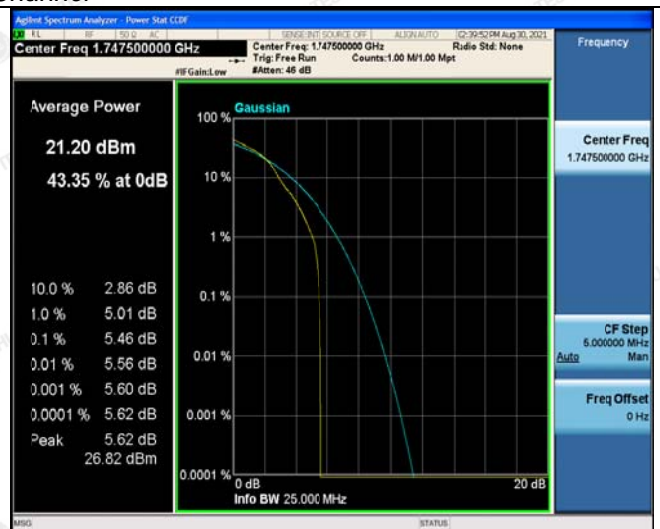 Agilent Spectrum Analyzer - Power Stat CCDF
RL RF 50 Ω AC SENSE:INT SOURCE OFF ALIGN AUTO 02:39:52 PM Aug 30, 2021
Center Freq 1.747500000 GHz
Center Freq: 1.747500000 GHz
Radio Std: None
Trig: Free Run
Counts:1.00 M/1.00 Mpt
#IFGain:Low
#Atten: 46 dB
Frequency
Average Power
21.20 dBm
43.35 % at 0dB
10.0 % 2.86 dB
1.0 % 5.01 dB
0.1 % 5.46 dB
0.01 % 5.56 dB
0.001 % 5.60 dB
0.0001 % 5.62 dB
Peak 5.62 dB
26.82 dBm
Gaussian
100 %
10 %
1 %
0.1 %
0.01 %
0.001 %
0.0001 %
0 dB
20 dB
Info BW 25.000 MHz
Center Freq
1.747500000 GHz
CF Step
5.000000 MHz
Auto Man
Freq Offset
0 Hz
MSG
STATUS